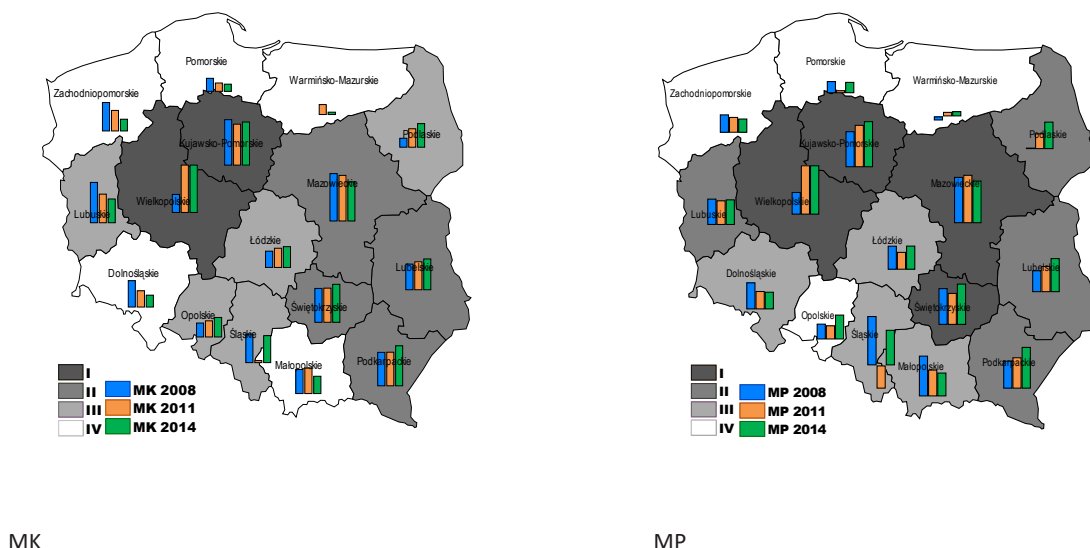 Pomorskie
Warmińsko-Mazurskie
Zachodniopomorskie
Podlaskie
Kujawsko-Pomorskie
Mazowieckie
Wielkopolskie
Lubuskie
Łódzkie
Lubelskie
Dolnośląskie
Świętokrzyskie
Opolskie
Śląskie
Podkarpackie
Małopolskie
I
II MK 2008
III MK 2011
IV MK 2014
MK
Pomorskie
Warmińsko-Mazurskie
Zachodniopomorskie
Podlaskie
Kujawsko-Pomorskie
Mazowieckie
Wielkopolskie
Lubuskie
Łódzkie
Lubelskie
Dolnośląskie
Świętokrzyskie
Opolskie
Śląskie
Podkarpackie
Małopolskie
I
II MP 2008
III MP 2011
IV MP 2014
MP